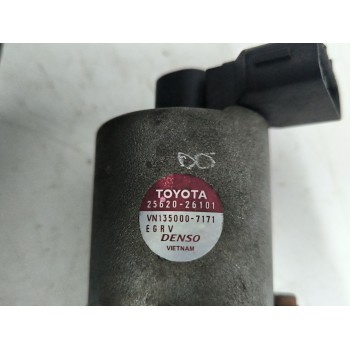 TOYOTA
25620-26101
VN135000-7171
EGRV
DENSO
VIETNAM